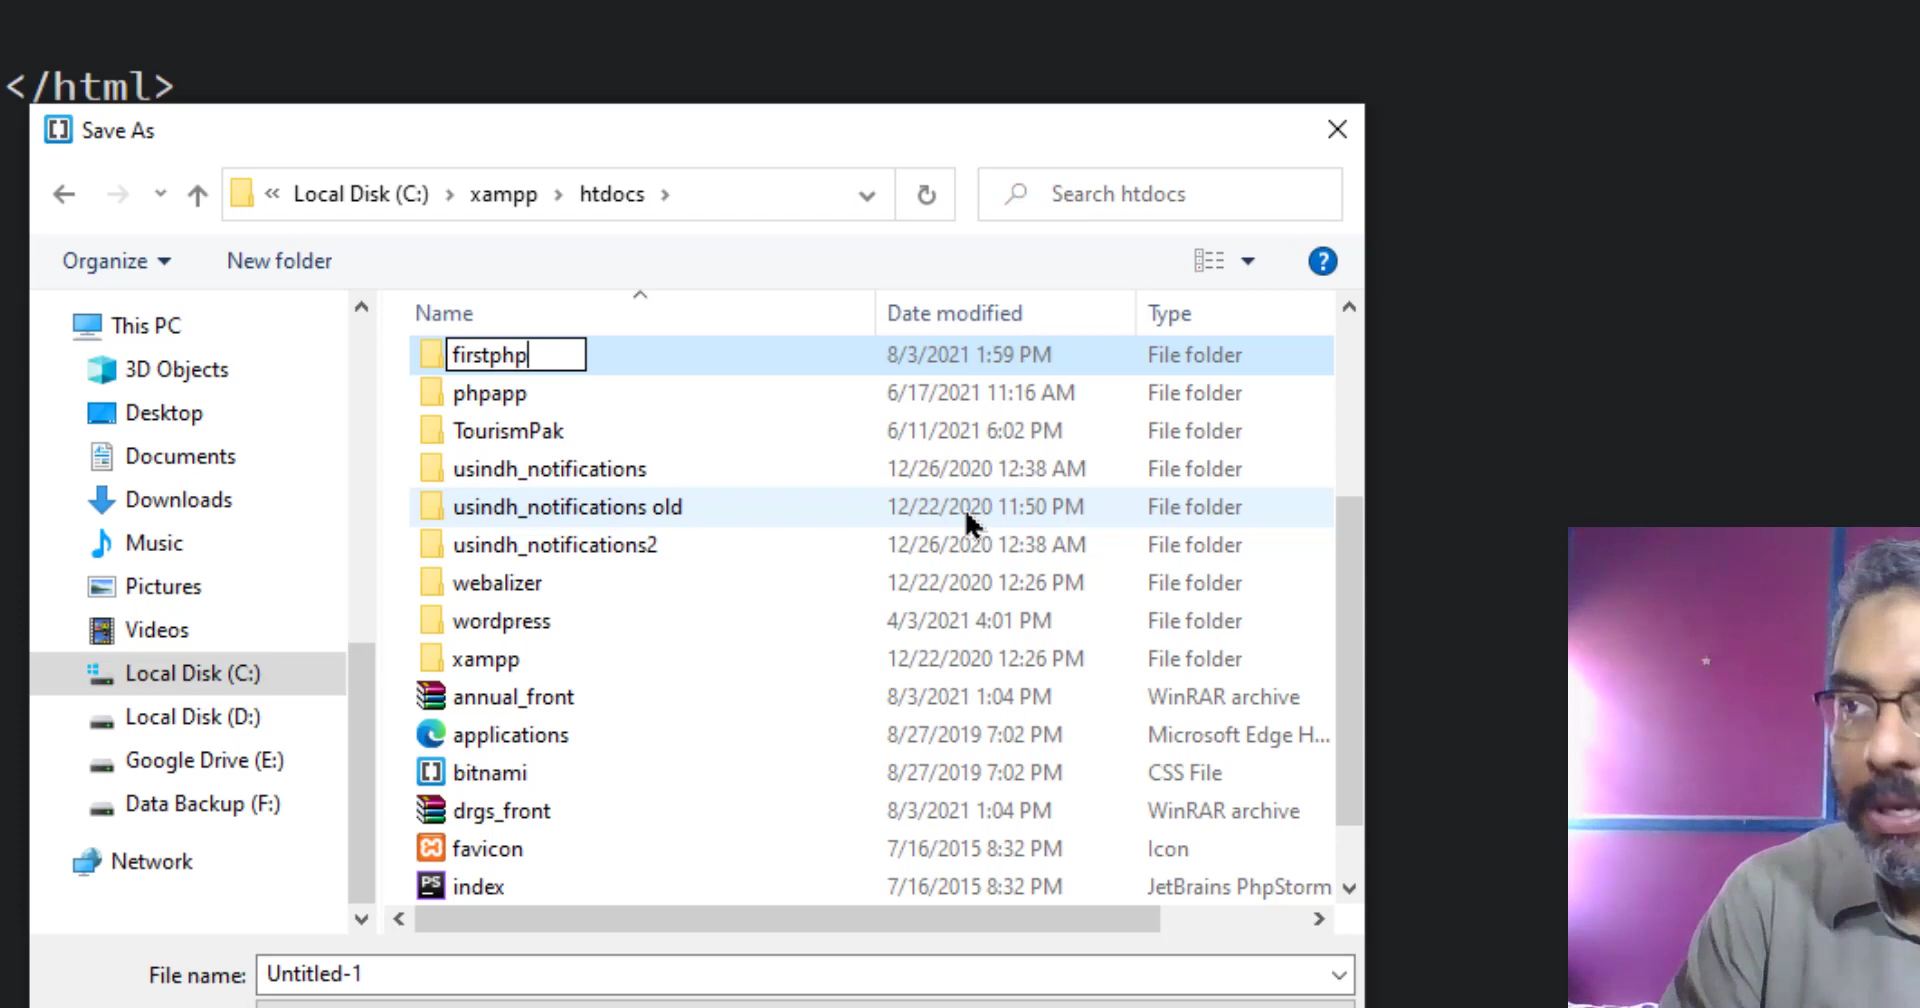 </html>
Save As
« Local Disk (C:) › xampp › htdocs ›
Search htdocs
Organize
New folder
Name Date modified Type
This PC
3D Objects
Desktop
Documents
Downloads
Music
Pictures
Videos
Local Disk (C:)
Local Disk (D:)
Google Drive (E:)
Data Backup (F:)
Network
firstphp 8/3/2021 1:59 PM File folder
phpapp 6/17/2021 11:16 AM File folder
TourismPak 6/11/2021 6:02 PM File folder
usindh_notifications 12/26/2020 12:38 AM File folder
usindh_notifications old 12/22/2020 11:50 PM File folder
usindh_notifications2 12/26/2020 12:38 AM File folder
webalizer 12/22/2020 12:26 PM File folder
wordpress 4/3/2021 4:01 PM File folder
xampp 12/22/2020 12:26 PM File folder
annual_front 8/3/2021 1:04 PM WinRAR archive
applications 8/27/2019 7:02 PM Microsoft Edge H...
bitnami 8/27/2019 7:02 PM CSS File
drgs_front 8/3/2021 1:04 PM WinRAR archive
favicon 7/16/2015 8:32 PM Icon
PS index 7/16/2015 8:32 PM JetBrains PhpStorm
File name: Untitled-1